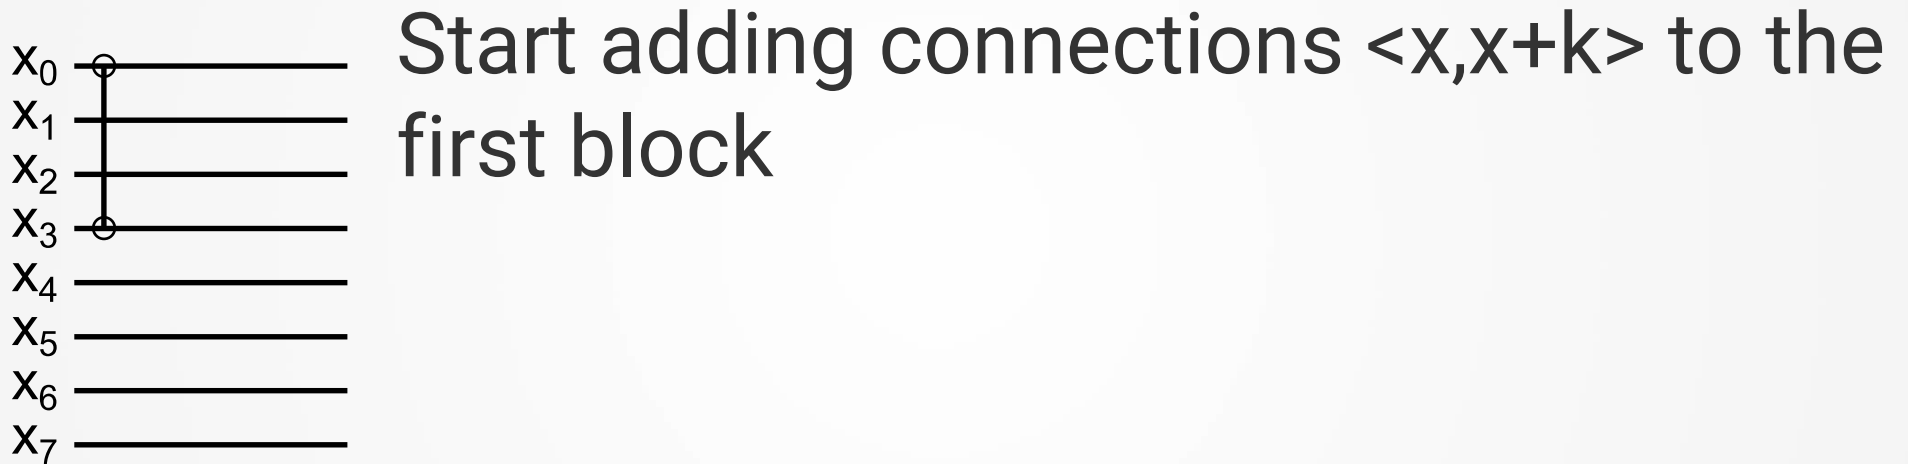 Start adding connections <x,x+k> to the
first block
x0
x1
x2
x3
x4
x5
x6
x7